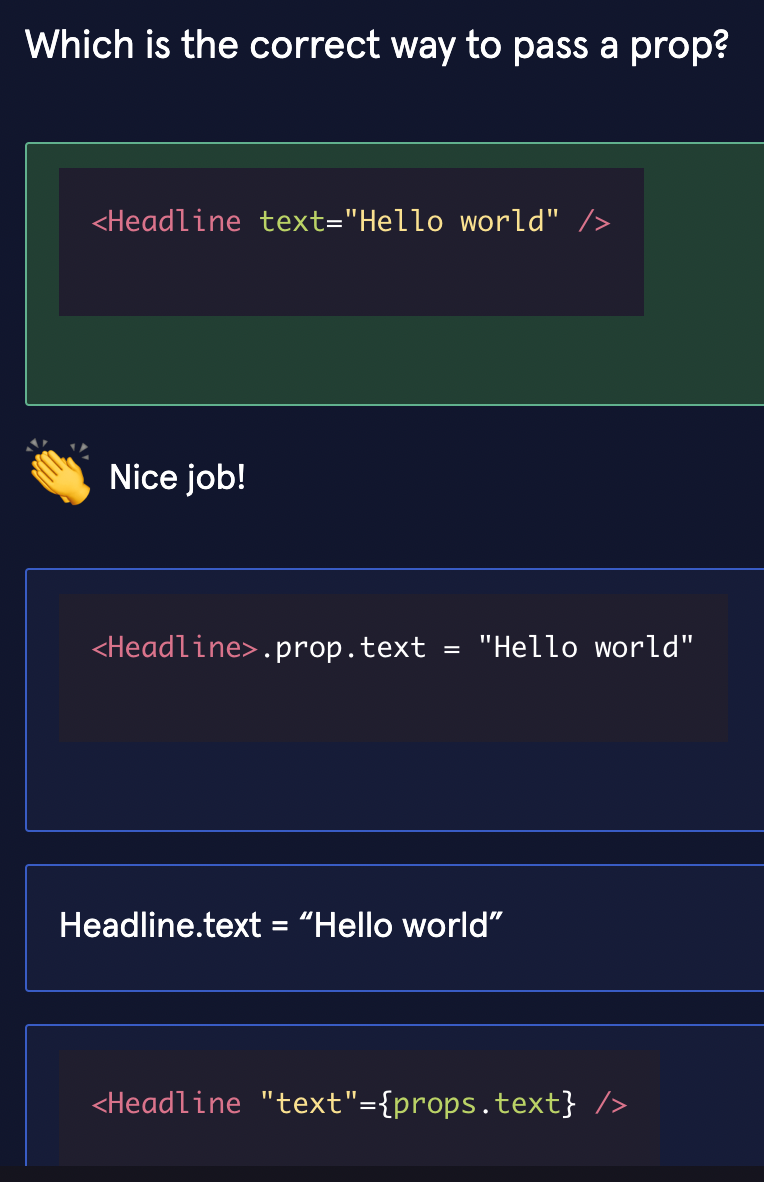 Which is the correct way to pass a prop?
<Headline text="Hello world" />
Nice job!
<Headline>.prop.text = "Hello world"
Headline.text = “Hello world”
<Headline "text"={props.text} />